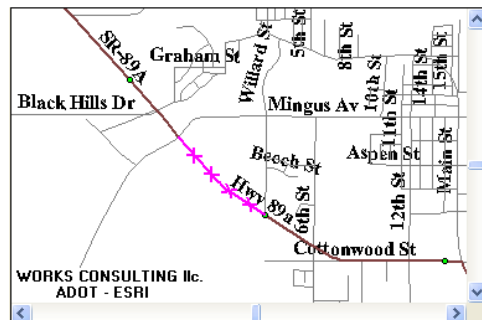 SR-89A
Graham St
Willard St
5th St
8th St
10th St
14th St
15th St
Black Hills Dr
Mingus Av
11th St
Beech St
Aspen St
Main St
Hwy 89a
6th St
12th St
Cottonwood St
WORKS CONSULTING llc.
ADOT - ESRI